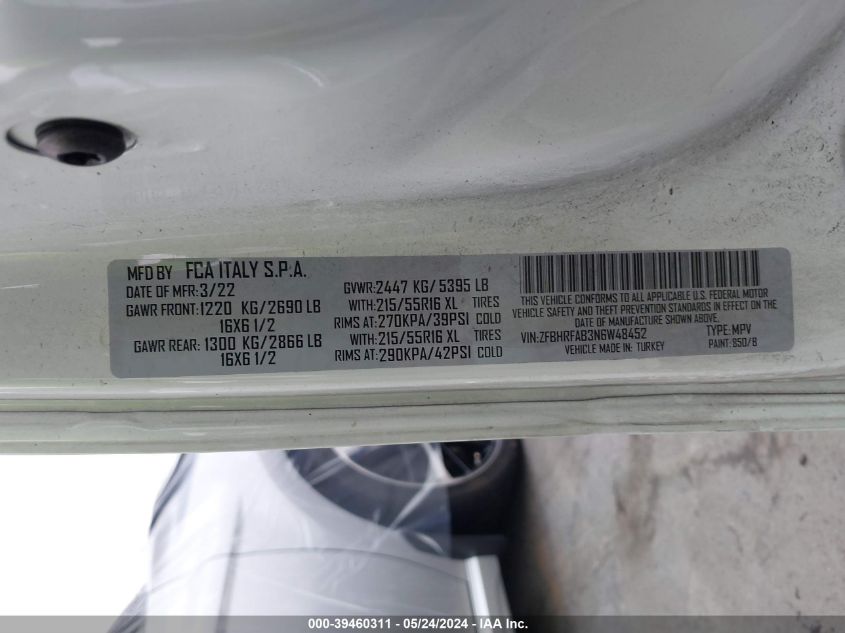 MFD BY FCA ITALY S.P.A.
DATE OF MFR: 3/22
GAWR FRONT: 1220 KG/ 2690 LB
16X6 1/2
GAWR REAR: 1300 KG/ 2866 LB
16X6 1/2
GVWR: 2447 KG/ 5395 LB
WITH: 215/55R16 XL TIRES
RIMS AT: 270KPA/39PSI COLD
WITH: 215/55R16 XL TIRES
RIMS AT: 290KPA/42PSI COLD
THIS VEHICLE CONFORMS TO ALL APPLICABLE U.S. FEDERAL MOTOR
VEHICLE SAFETY AND THEFT PREVENTION STANDARDS IN EFFECT ON THE
DATE OF MANUFACTURE SHOWN ABOVE.
VIN: ZFBHRFAB3N6W48452 TYPE: MPV
VEHICLE MADE IN: TURKEY PAINT: 850/B
000-39460311 - 05/24/2024 - IAA Inc.